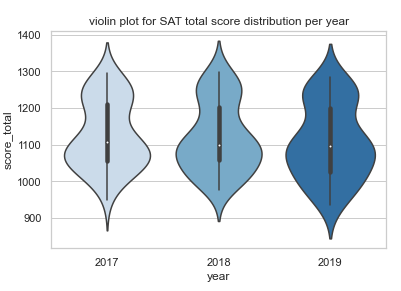 violin plot for SAT total score distribution per year
1400
1300
1200
1100
1000
900
score_total
2017 2018 2019
year